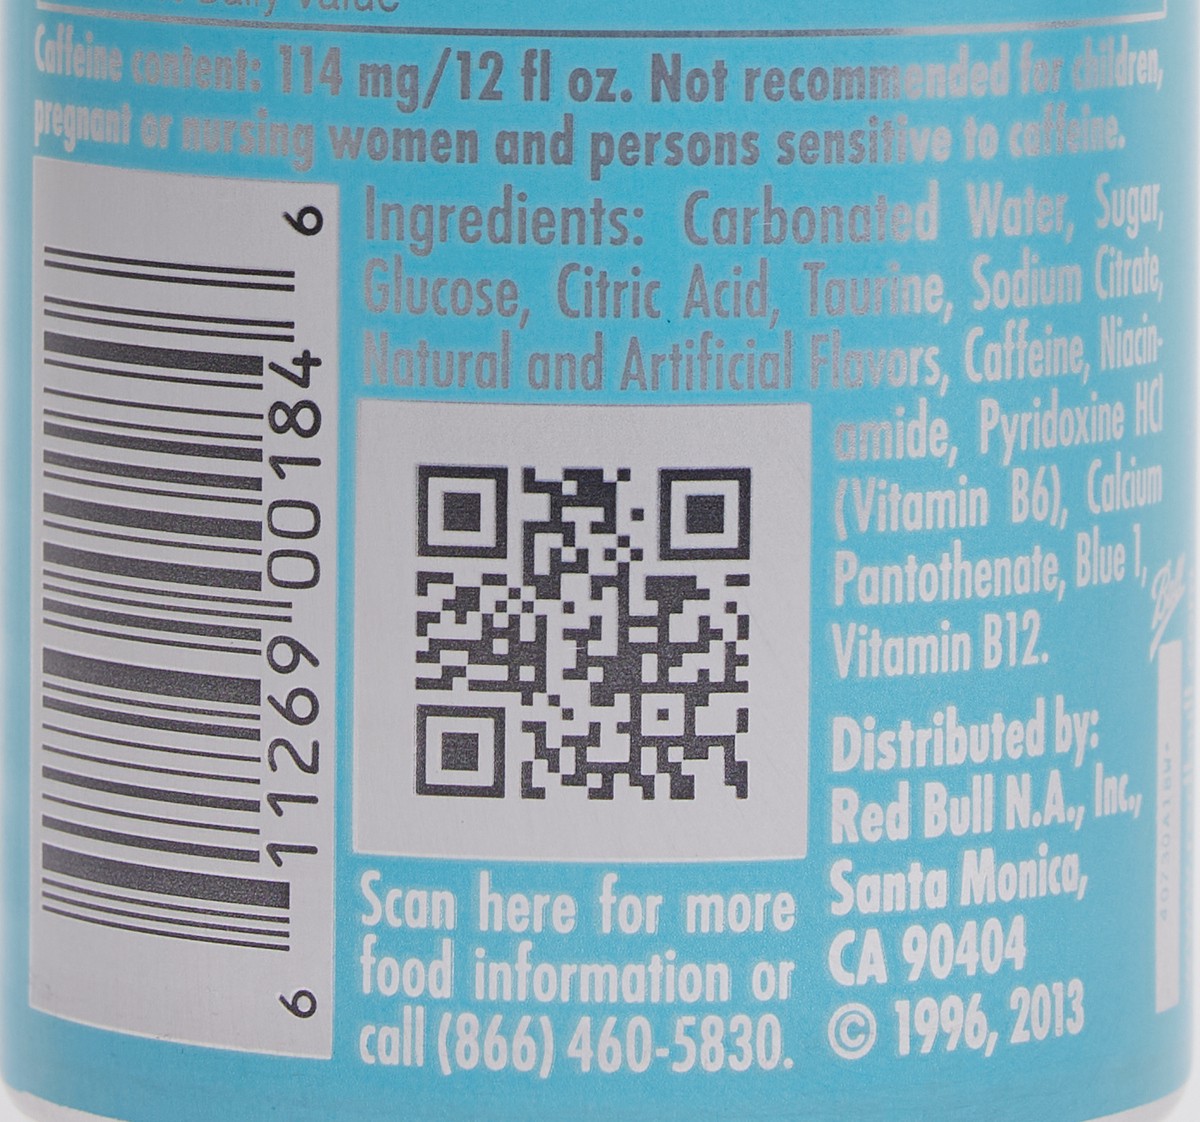 Daily Value
Caffeine content: 114 mg/12 fl oz. Not recommended for children,
pregnant or nursing women and persons sensitive to caffeine.
Ingredients: Carbonated Water, Sugar,
Glucose, Citric Acid, Taurine, Sodium Citrate,
Natural and Artificial Flavors, Caffeine, Niacin-
amide, Pyridoxine HCl
(Vitamin B6), Calcium
Pantothenate, Blue 1,
Vitamin B12.
Distributed by:
Red Bull N.A., Inc.,
Santa Monica,
CA 90404
© 1996, 2013
Scan here for more
food information or
call (866) 460-5830.
6 11269 00184 6
Ball